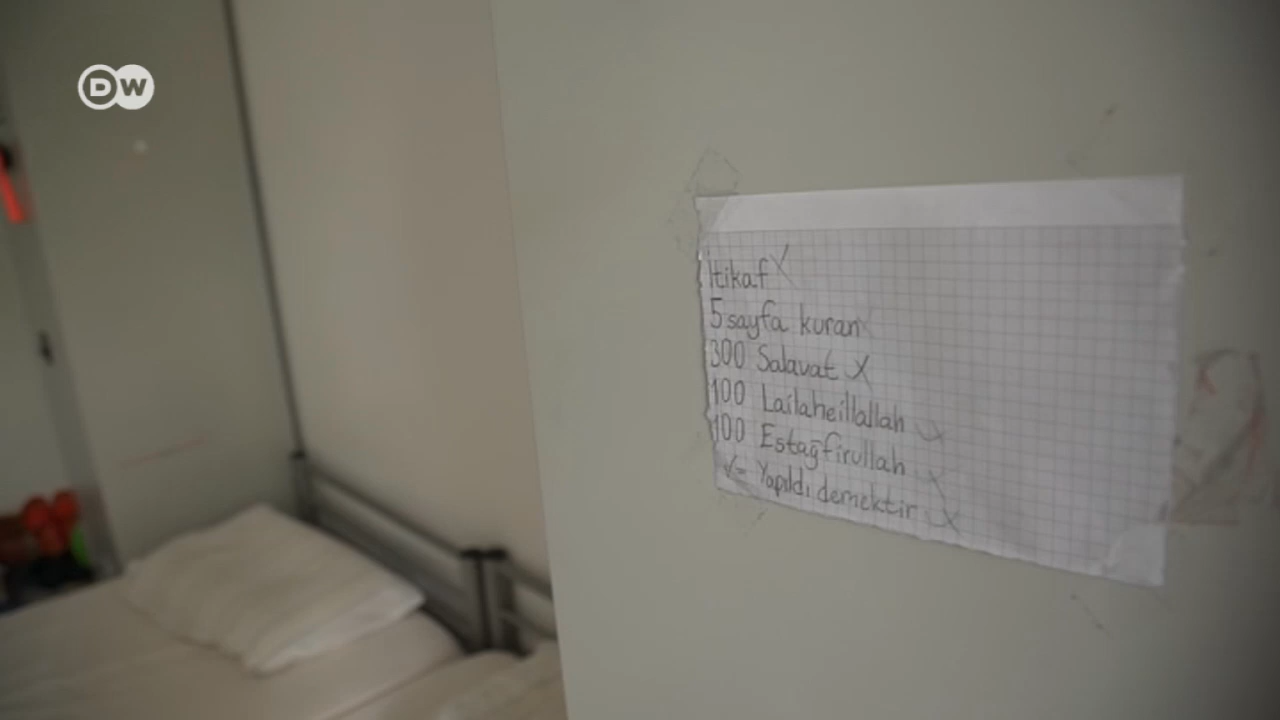 DW
Itikaf X
5 sayfa kuran X
300 Salavat X
100 Lailaheillallah X
100 Estağfirullah X
✓= Yapıldı demektir X